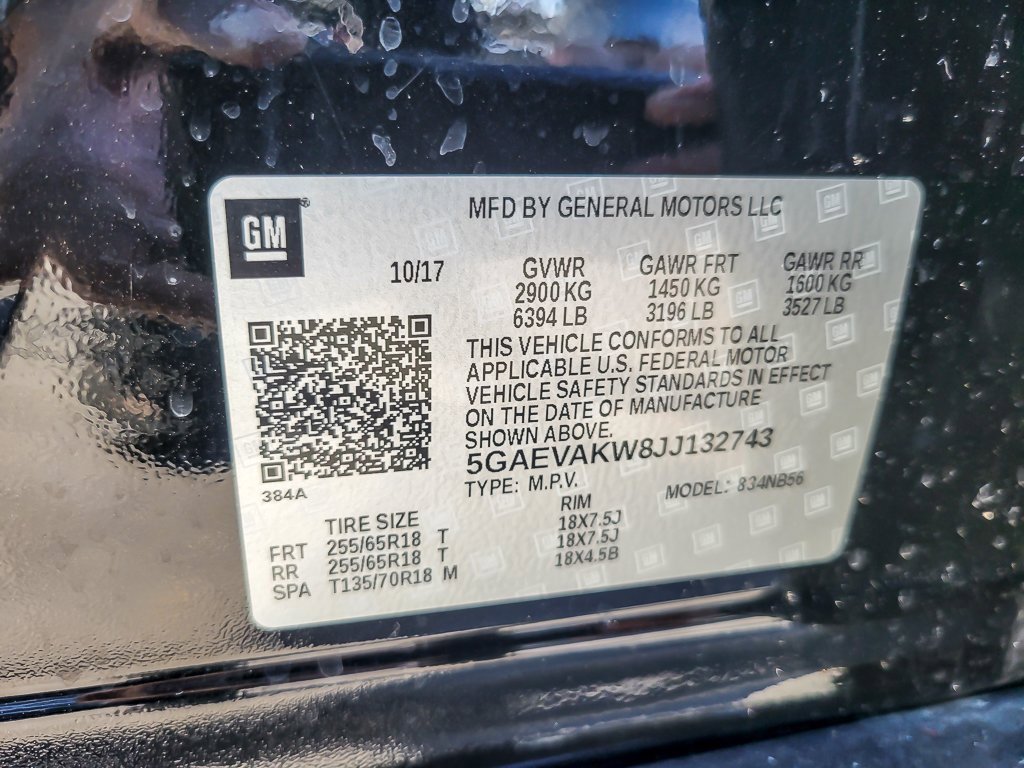 GM
MFD BY GENERAL MOTORS LLC
10/17
GVWR GAWR FRT GAWR RR
2900 KG 1450 KG 1600 KG
6394 LB 3196 LB 3527 LB
THIS VEHICLE CONFORMS TO ALL
APPLICABLE U.S. FEDERAL MOTOR
VEHICLE SAFETY STANDARDS IN EFFECT
ON THE DATE OF MANUFACTURE
SHOWN ABOVE.
5GAEVAKW8JJ132743
384A
TYPE: M.P.V. MODEL: 834NB56
TIRE SIZE RIM
FRT 255/65R18 T 18X7.5J
RR 255/65R18 T 18X7.5J
SPA T135/70R18 M 18X4.5B